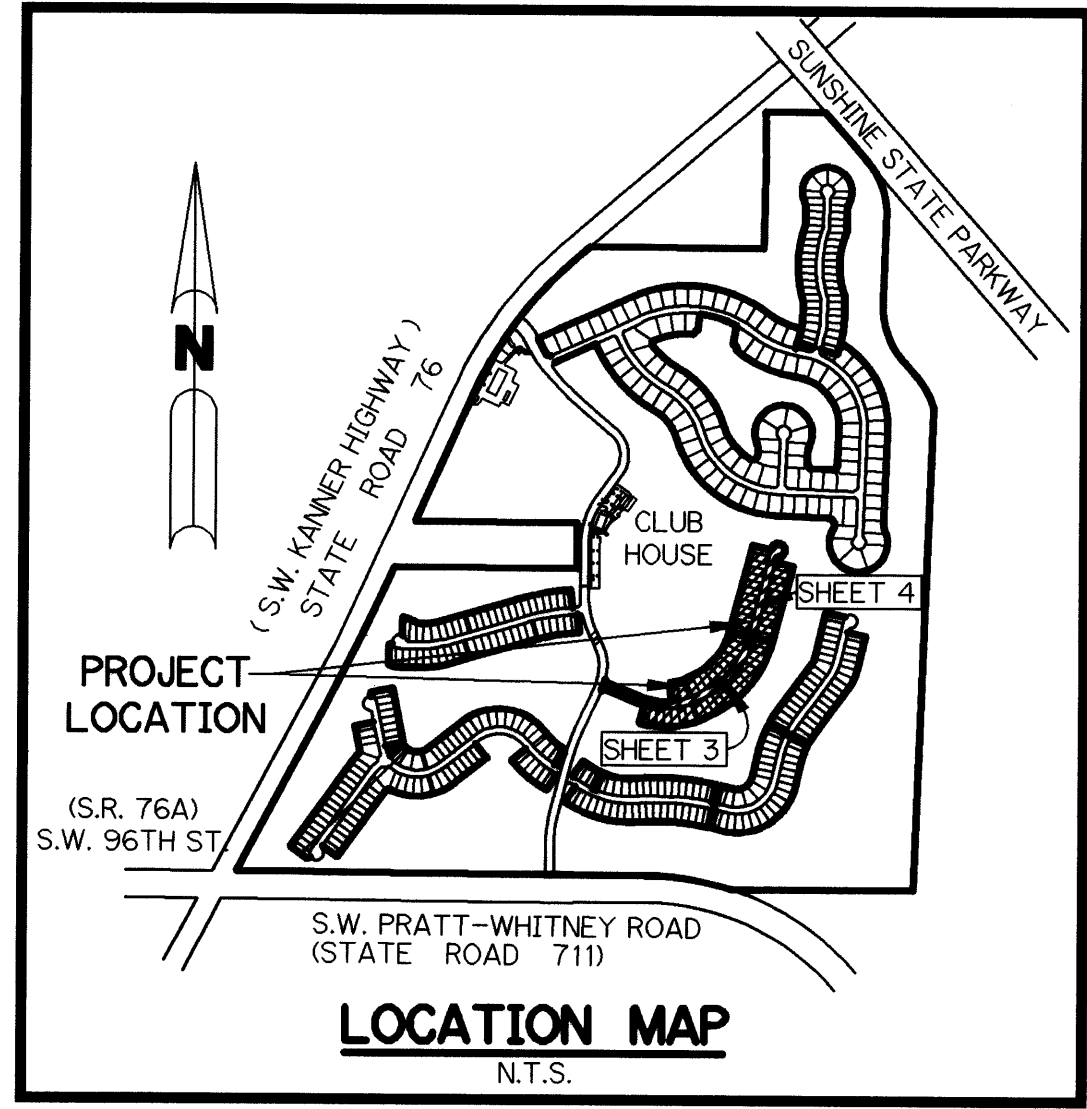 SUNSHINE STATE PARKWAY
N
( S.W. KANNER HIGHWAY )
STATE ROAD 76
CLUB
HOUSE
SHEET 4
PROJECT
LOCATION
SHEET 3
(S.R. 76A)
S.W. 96TH ST.
S.W. PRATT-WHITNEY ROAD
(STATE ROAD 711)
LOCATION MAP
N.T.S.